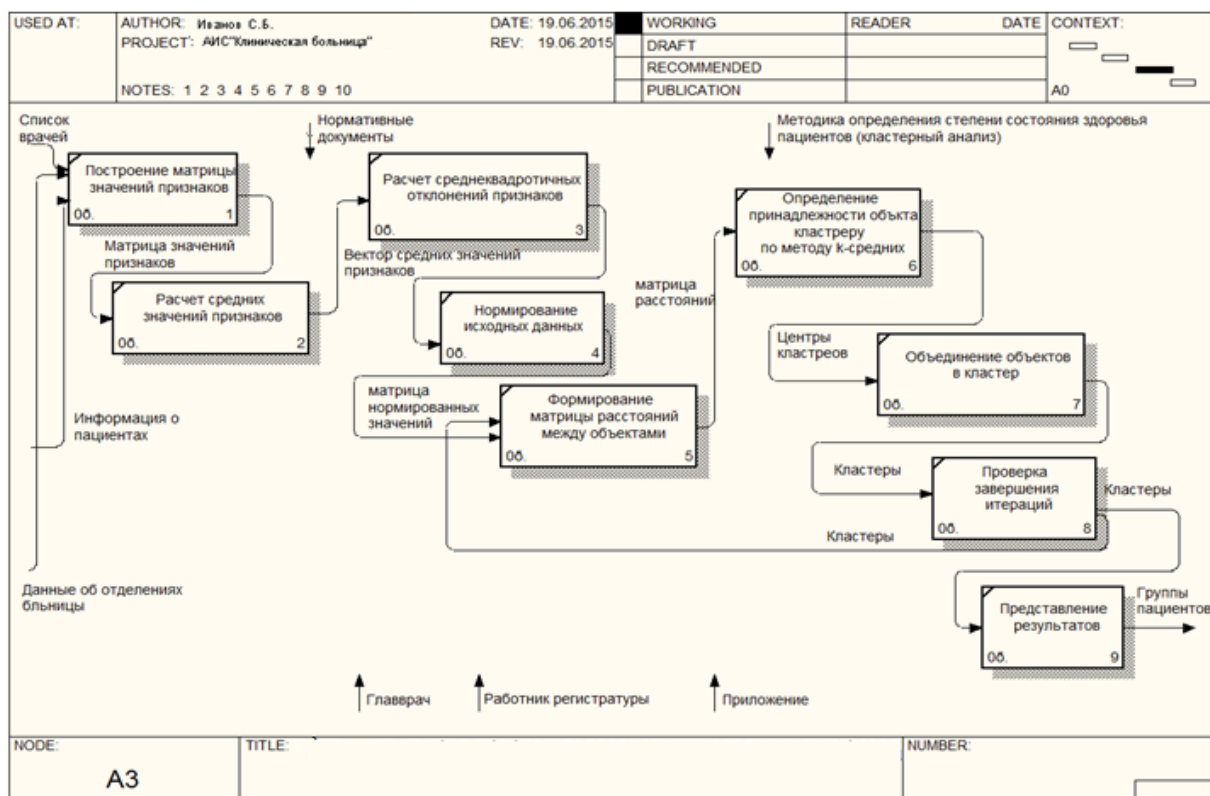 USED AT:
AUTHOR: Иванов С.Б.
DATE: 19.06.2015
PROJECT: АИС"Клиническая больница"
REV: 19.06.2015
NOTES: 1 2 3 4 5 6 7 8 9 10
WORKING
DRAFT
RECOMMENDED
PUBLICATION
READER
DATE
CONTEXT:
A0
Список
врачей
Нормативные
документы
Методика определения степени состояния здоровья
пациентов (кластерный анализ)
Построение матрицы
значений признаков
0б. 1
Матрица значений
признаков
Расчет средних
значений признаков
0б. 2
Расчет среднеквадротичных
отклонений признаков
0б. 3
Вектор средних значений
признаков
Нормирование
исходных данных
0б. 4
матрица
нормированных
значений
Формирование
матрицы расстояний
между объектами
0б. 5
матрица
расстояний
Определение
принадлежности объкта
кластреру
по методу k-средних
0б. 6
Центры
кластреов
Объединение объектов
в кластер
0б. 7
Кластеры
Проверка
завершения
итераций
0б. 8
Кластеры
Кластеры
Представление
результатов
0б. 9
Группы
пациентов
Информация о
пациентах
Данные об отделениях
бльницы
Главврач
Работник регистратуры
Приложение
NODE:
A3
TITLE:
NUMBER: